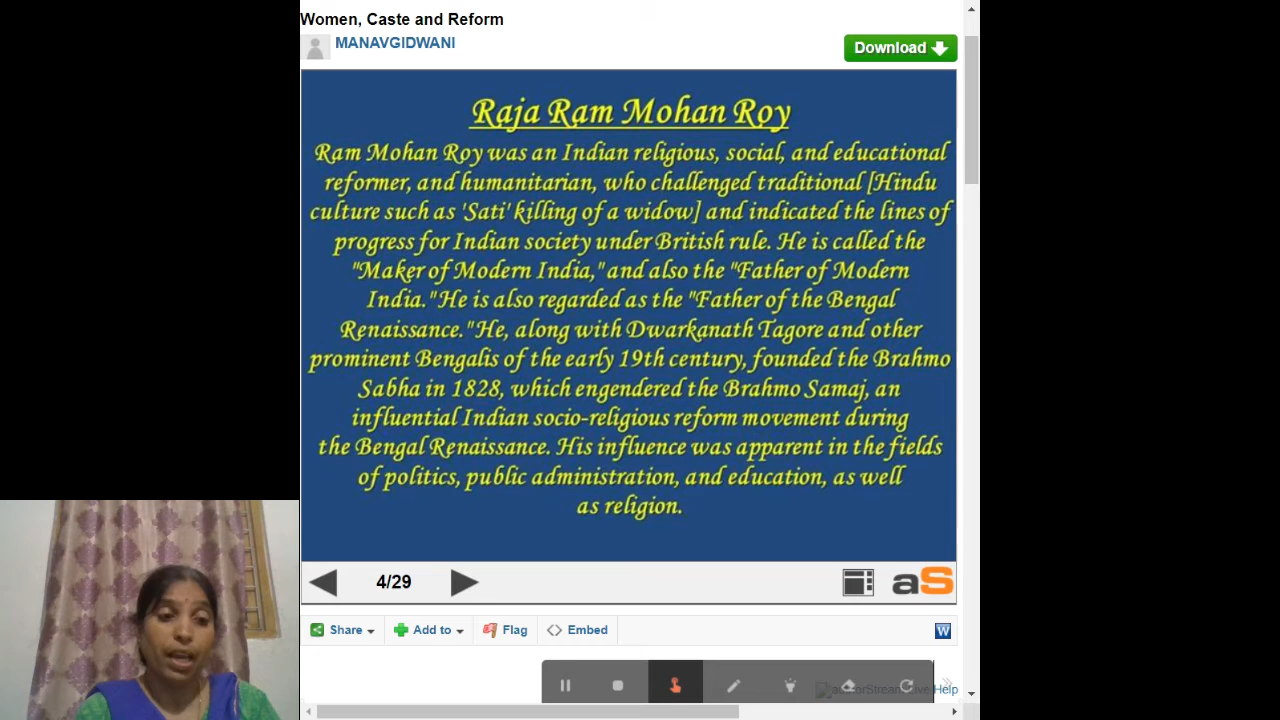 Women, Caste and Reform
MANAVGIDWANI
Download
Raja Ram Mohan Roy
Ram Mohan Roy was an Indian religious, social, and educational
reformer, and humanitarian, who challenged traditional [Hindu
culture such as 'Sati' killing of a widow] and indicated the lines of
progress for Indian society under British rule. He is called the
"Maker of Modern India," and also the "Father of Modern
India." He is also regarded as the "Father of the Bengal
Renaissance." He, along with Dwarkanath Tagore and other
prominent Bengalis of the early 19th century, founded the Brahmo
Sabha in 1828, which engendered the Brahmo Samaj, an
influential Indian socio-religious reform movement during
the Bengal Renaissance. His influence was apparent in the fields
of politics, public administration, and education, as well
as religion.
4/29
aS
Share
Add to
Flag
Embed
W
Help